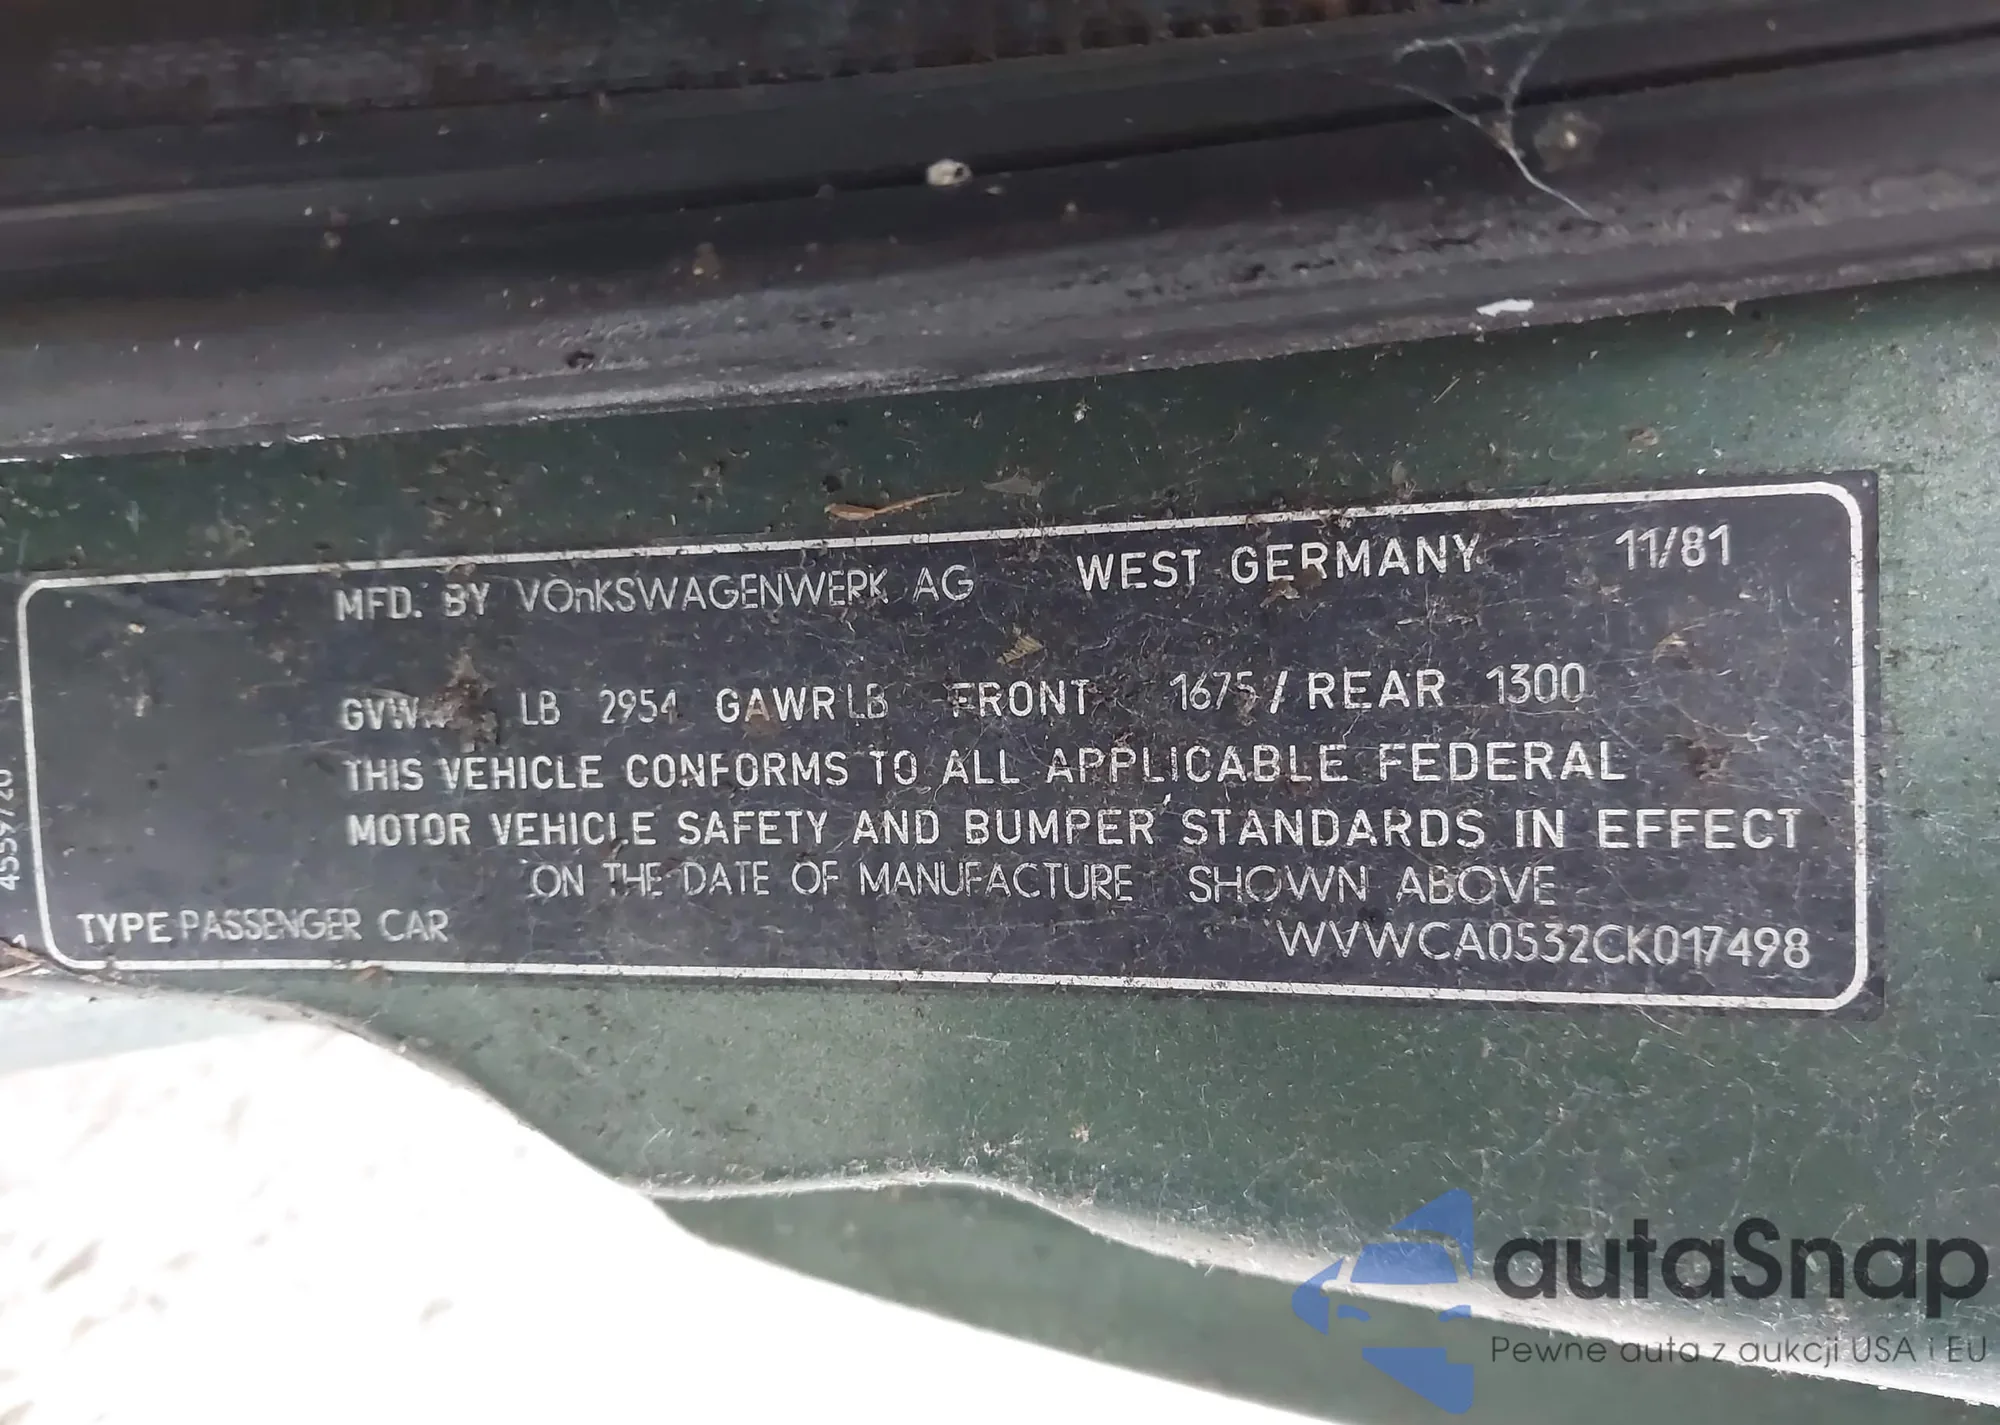 MFD. BY VOnKSWAGENWERK AG WEST GERMANY 11/81
LB 2954 GAWR LB FRONT 1675 / REAR 1300
THIS VEHICLE CONFORMS TO ALL APPLICABLE FEDERAL
MOTOR VEHICLE SAFETY AND BUMPER STANDARDS IN EFFECT
ON THE DATE OF MANUFACTURE SHOWN ABOVE
TYPE PASSENGER CAR WVWCA0532CK017498
autaSnap
Pewne auta z aukcji USA i EU